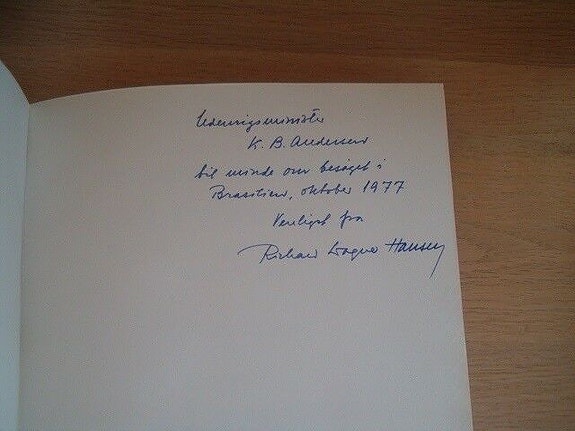 Udenrigsminister
K. B. Andersen
til minde om besøget i
Brasilien, oktober 1977
Venligst fra
Richard Wagner Hansen